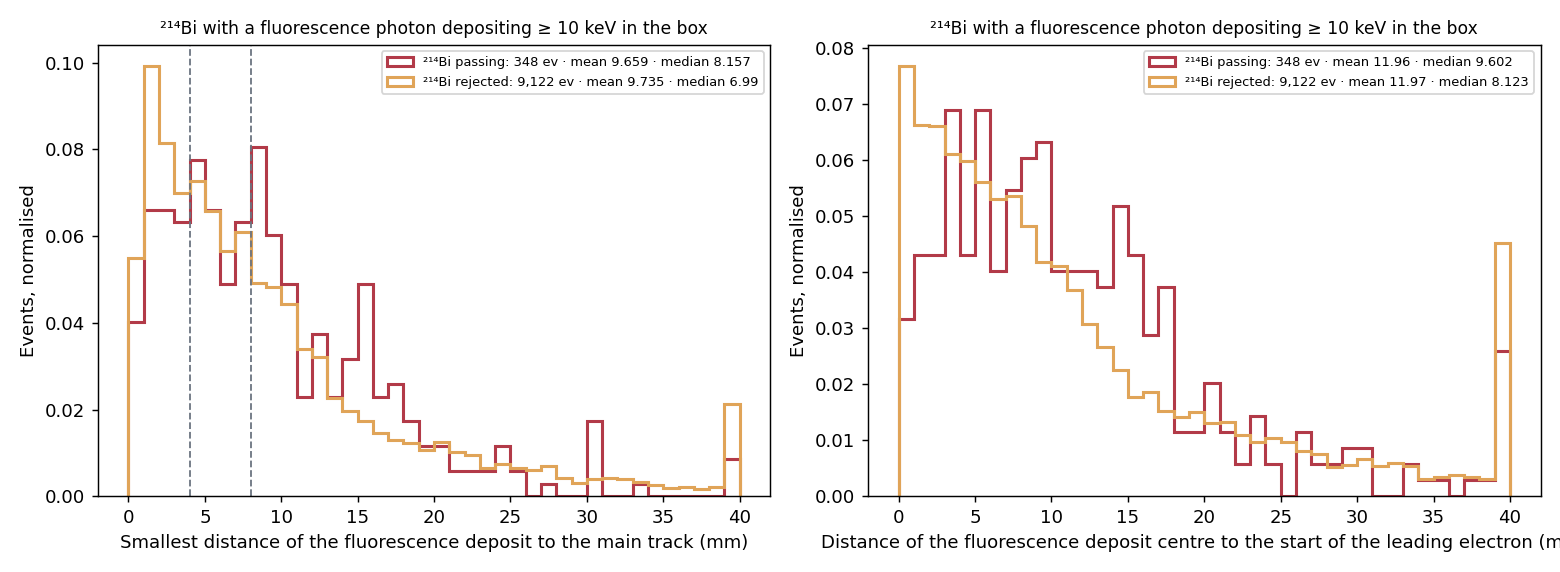 ²¹⁴Bi with a fluorescence photon depositing ≥ 10 keV in the box
²¹⁴Bi passing: 348 ev · mean 9.659 · median 8.157
²¹⁴Bi rejected: 9,122 ev · mean 9.735 · median 6.99
Events, normalised
0.10
0.08
0.06
0.04
0.02
0.00
0 5 10 15 20 25 30 35 40
Smallest distance of the fluorescence deposit to the main track (mm)
²¹⁴Bi with a fluorescence photon depositing ≥ 10 keV in the box
²¹⁴Bi passing: 348 ev · mean 11.96 · median 9.602
²¹⁴Bi rejected: 9,122 ev · mean 11.97 · median 8.123
Events, normalised
0.08
0.07
0.06
0.05
0.04
0.03
0.02
0.01
0.00
0 5 10 15 20 25 30 35 40
Distance of the fluorescence deposit centre to the start of the leading electron (m